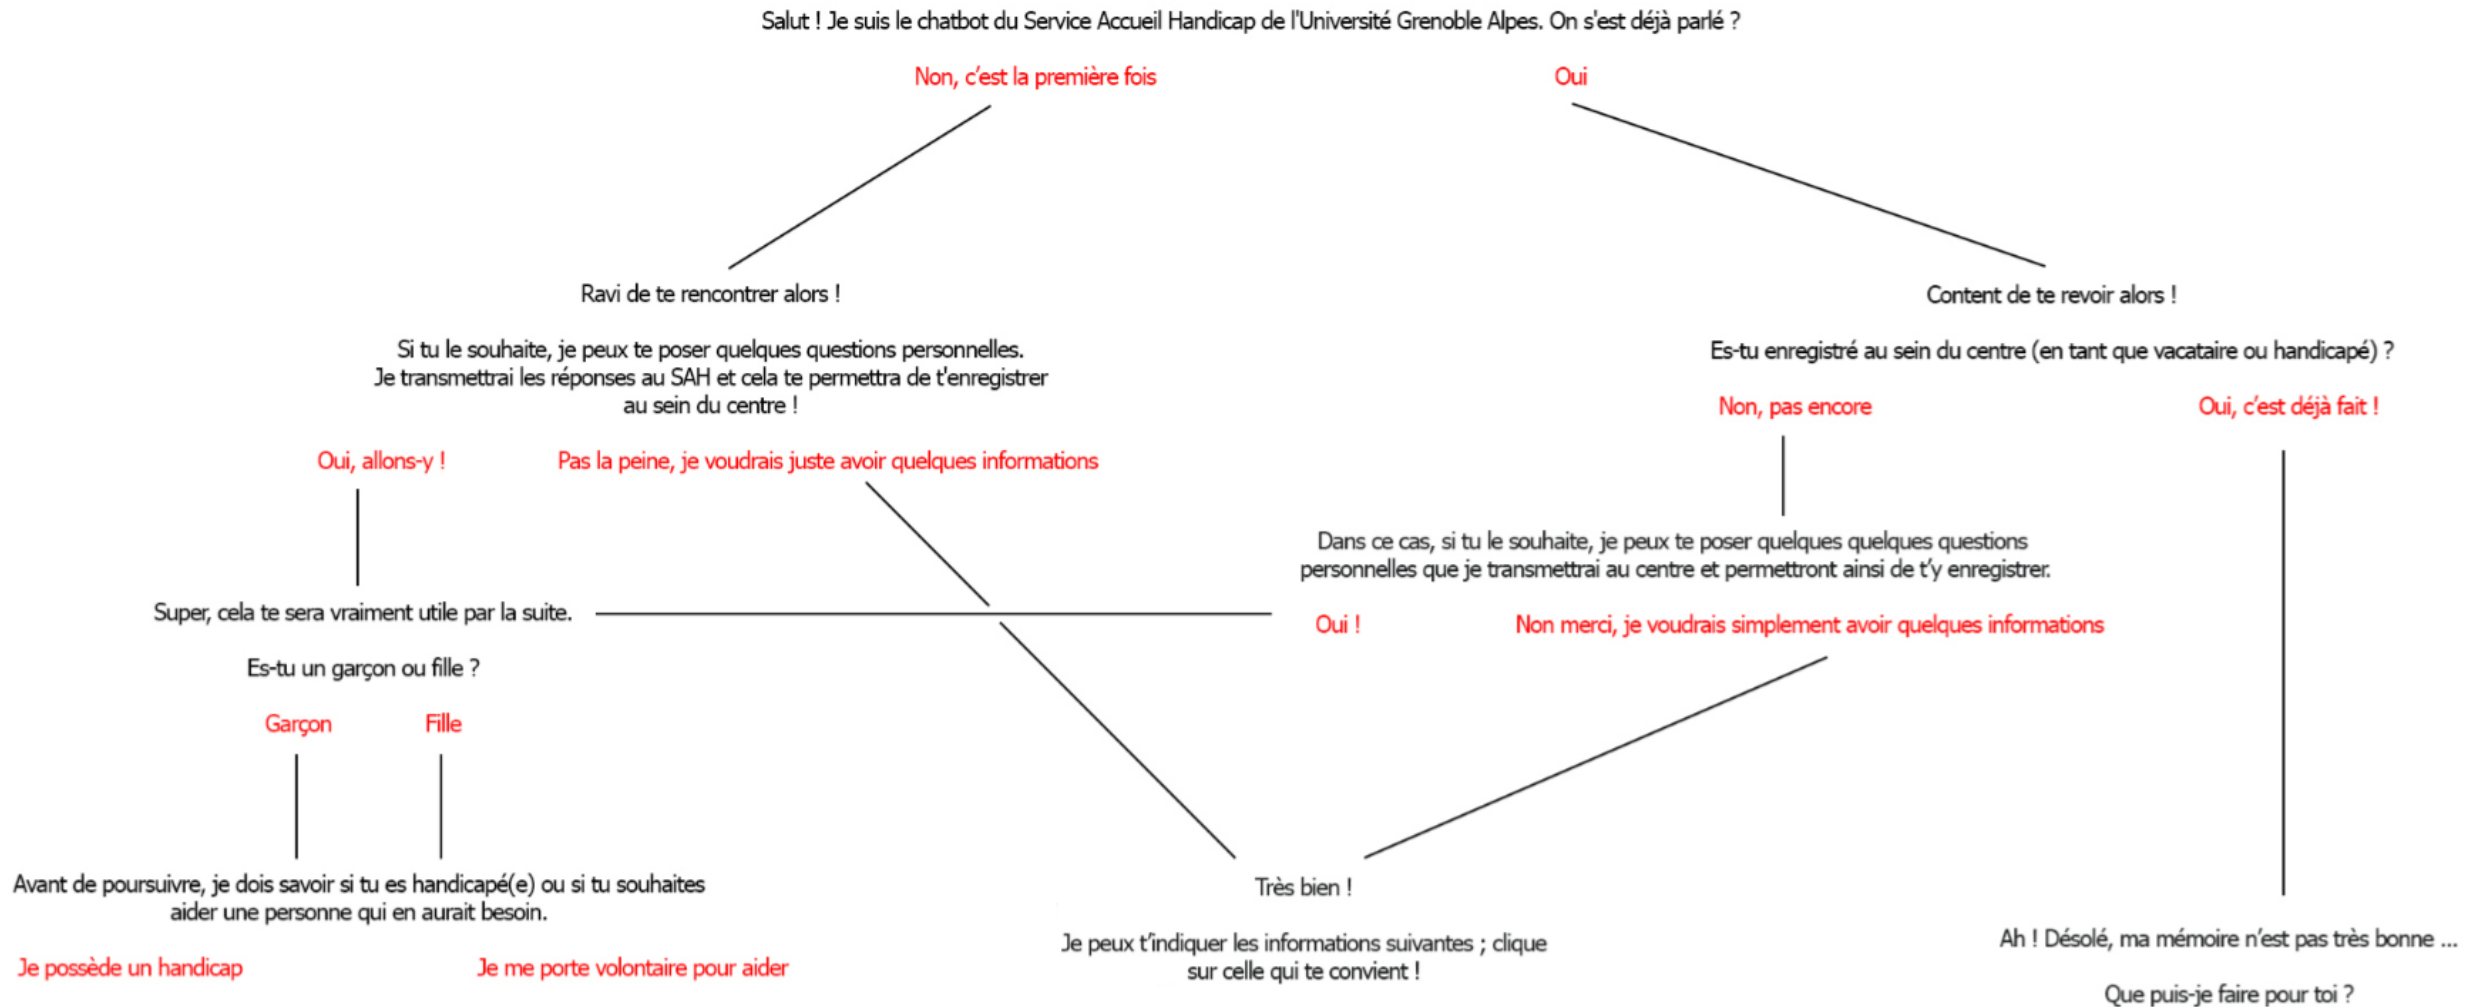 Salut ! Je suis le chatbot du Service Accueil Handicap de l'Université Grenoble Alpes. On s'est déjà parlé ?
Non, c’est la première fois
Oui
Ravi de te rencontrer alors !
Si tu le souhaite, je peux te poser quelques questions personnelles.
Je transmettrai les réponses au SAH et cela te permettra de t'enregistrer
au sein du centre !
Oui, allons-y !
Pas la peine, je voudrais juste avoir quelques informations
Content de te revoir alors !
Es-tu enregistré au sein du centre (en tant que vacataire ou handicapé) ?
Non, pas encore
Oui, c’est déjà fait !
Dans ce cas, si tu le souhaite, je peux te poser quelques quelques questions
personnelles que je transmettrai au centre et permettront ainsi de t’y enregistrer.
Oui !
Non merci, je voudrais simplement avoir quelques informations
Super, cela te sera vraiment utile par la suite.
Es-tu un garçon ou fille ?
Garçon
Fille
Avant de poursuivre, je dois savoir si tu es handicapé(e) ou si tu souhaites
aider une personne qui en aurait besoin.
Je possède un handicap
Je me porte volontaire pour aider
Très bien !
Je peux t’indiquer les informations suivantes ; clique
sur celle qui te convient !
Ah ! Désolé, ma mémoire n’est pas très bonne ...
Que puis-je faire pour toi ?